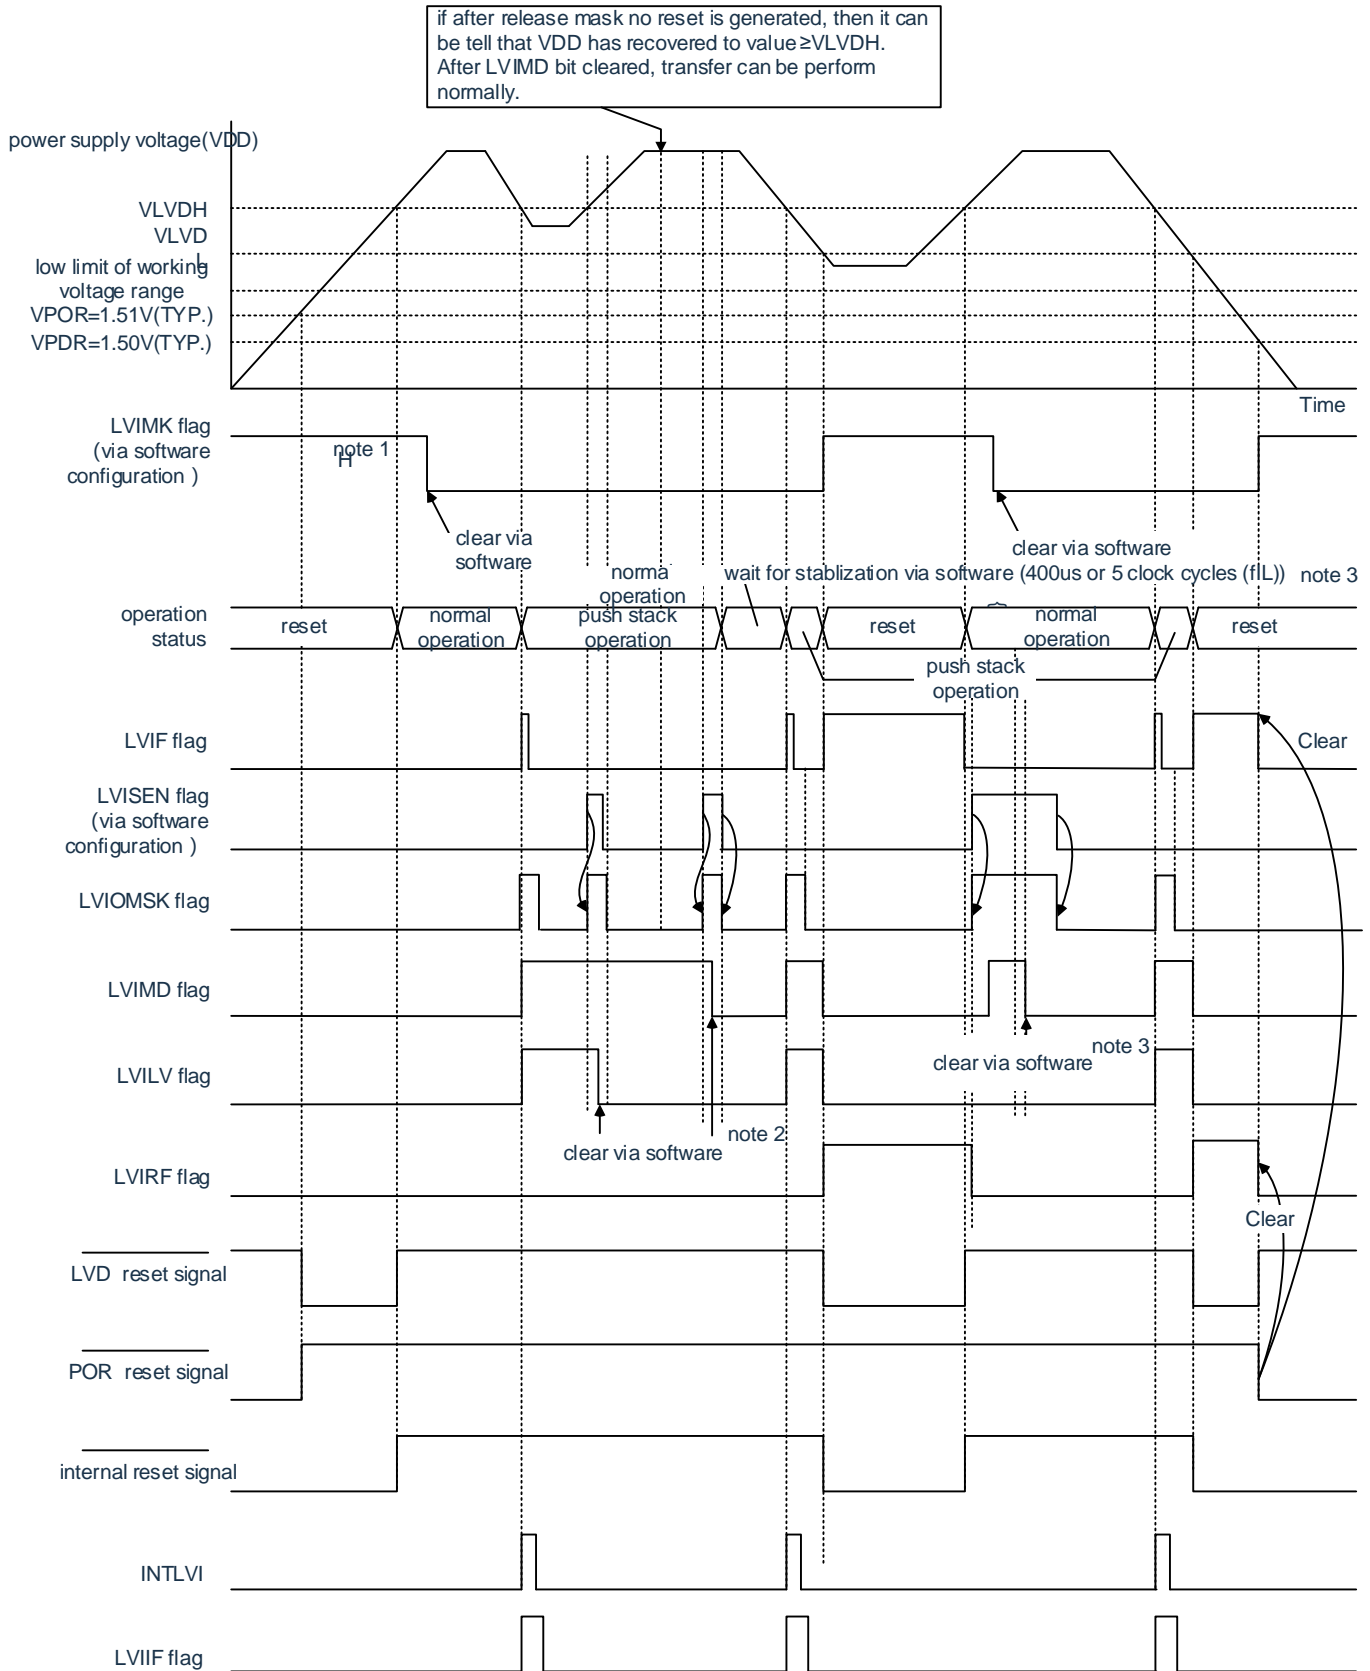 if after release mask no reset is generated, then it can
be tell that VDD has recovered to value≥VLVDH.
After LVIMD bit cleared, transfer can be perform
normally.
power supply voltage(VDD)
VLVDH
VLVD
L
low limit of working
voltage range
VPOR=1.51V(TYP.)
VPDR=1.50V(TYP.)
Time
LVIMK flag
(via software
configuration )
note 1
H
clear via
software
clear via software
norma
operation
wait for stablization via software (400us or 5 clock cycles (fIL))
note 3
operation
status
reset
normal
operation
push stack
operation
reset
normal
operation
reset
push stack
operation
LVIF flag
Clear
LVISEN flag
(via software
configuration )
LVIOMSK flag
LVIMD flag
clear via software
note 3
LVILV flag
clear via software
note 2
LVIRF flag
Clear
LVD reset signal
POR reset signal
internal reset signal
INTLVI
LVIIF flag